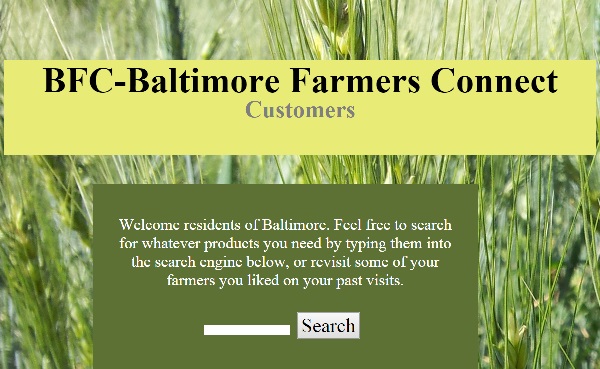 BFC-Baltimore Farmers Connect
Customers
Welcome residents of Baltimore. Feel free to search
for whatever products you need by typing them into
the search engine below, or revisit some of your
farmers you liked on your past visits.
Search